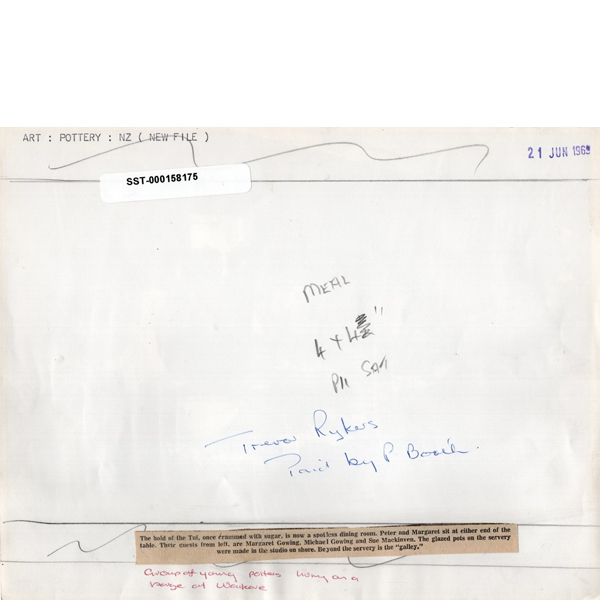 ART : POTTERY : NZ ( NEW FILE )
21 JUN 1969
SST-000158175
MEAL
4 x 4
P11 SAT
Trevor Rykers
Paid by P Booth.
The hold of the Tui, once crammed with sugar, is now a spotless dining room. Peter and Margaret sit at either end of the
table. Their guests from left, are Margaret Gowing, Michael Gowing and Sue Mackinven. The glazed pots on the servery
were made in the studio on shore. Beyond the servery is the "galley."
Group of young potters living on a
barge at Waikare